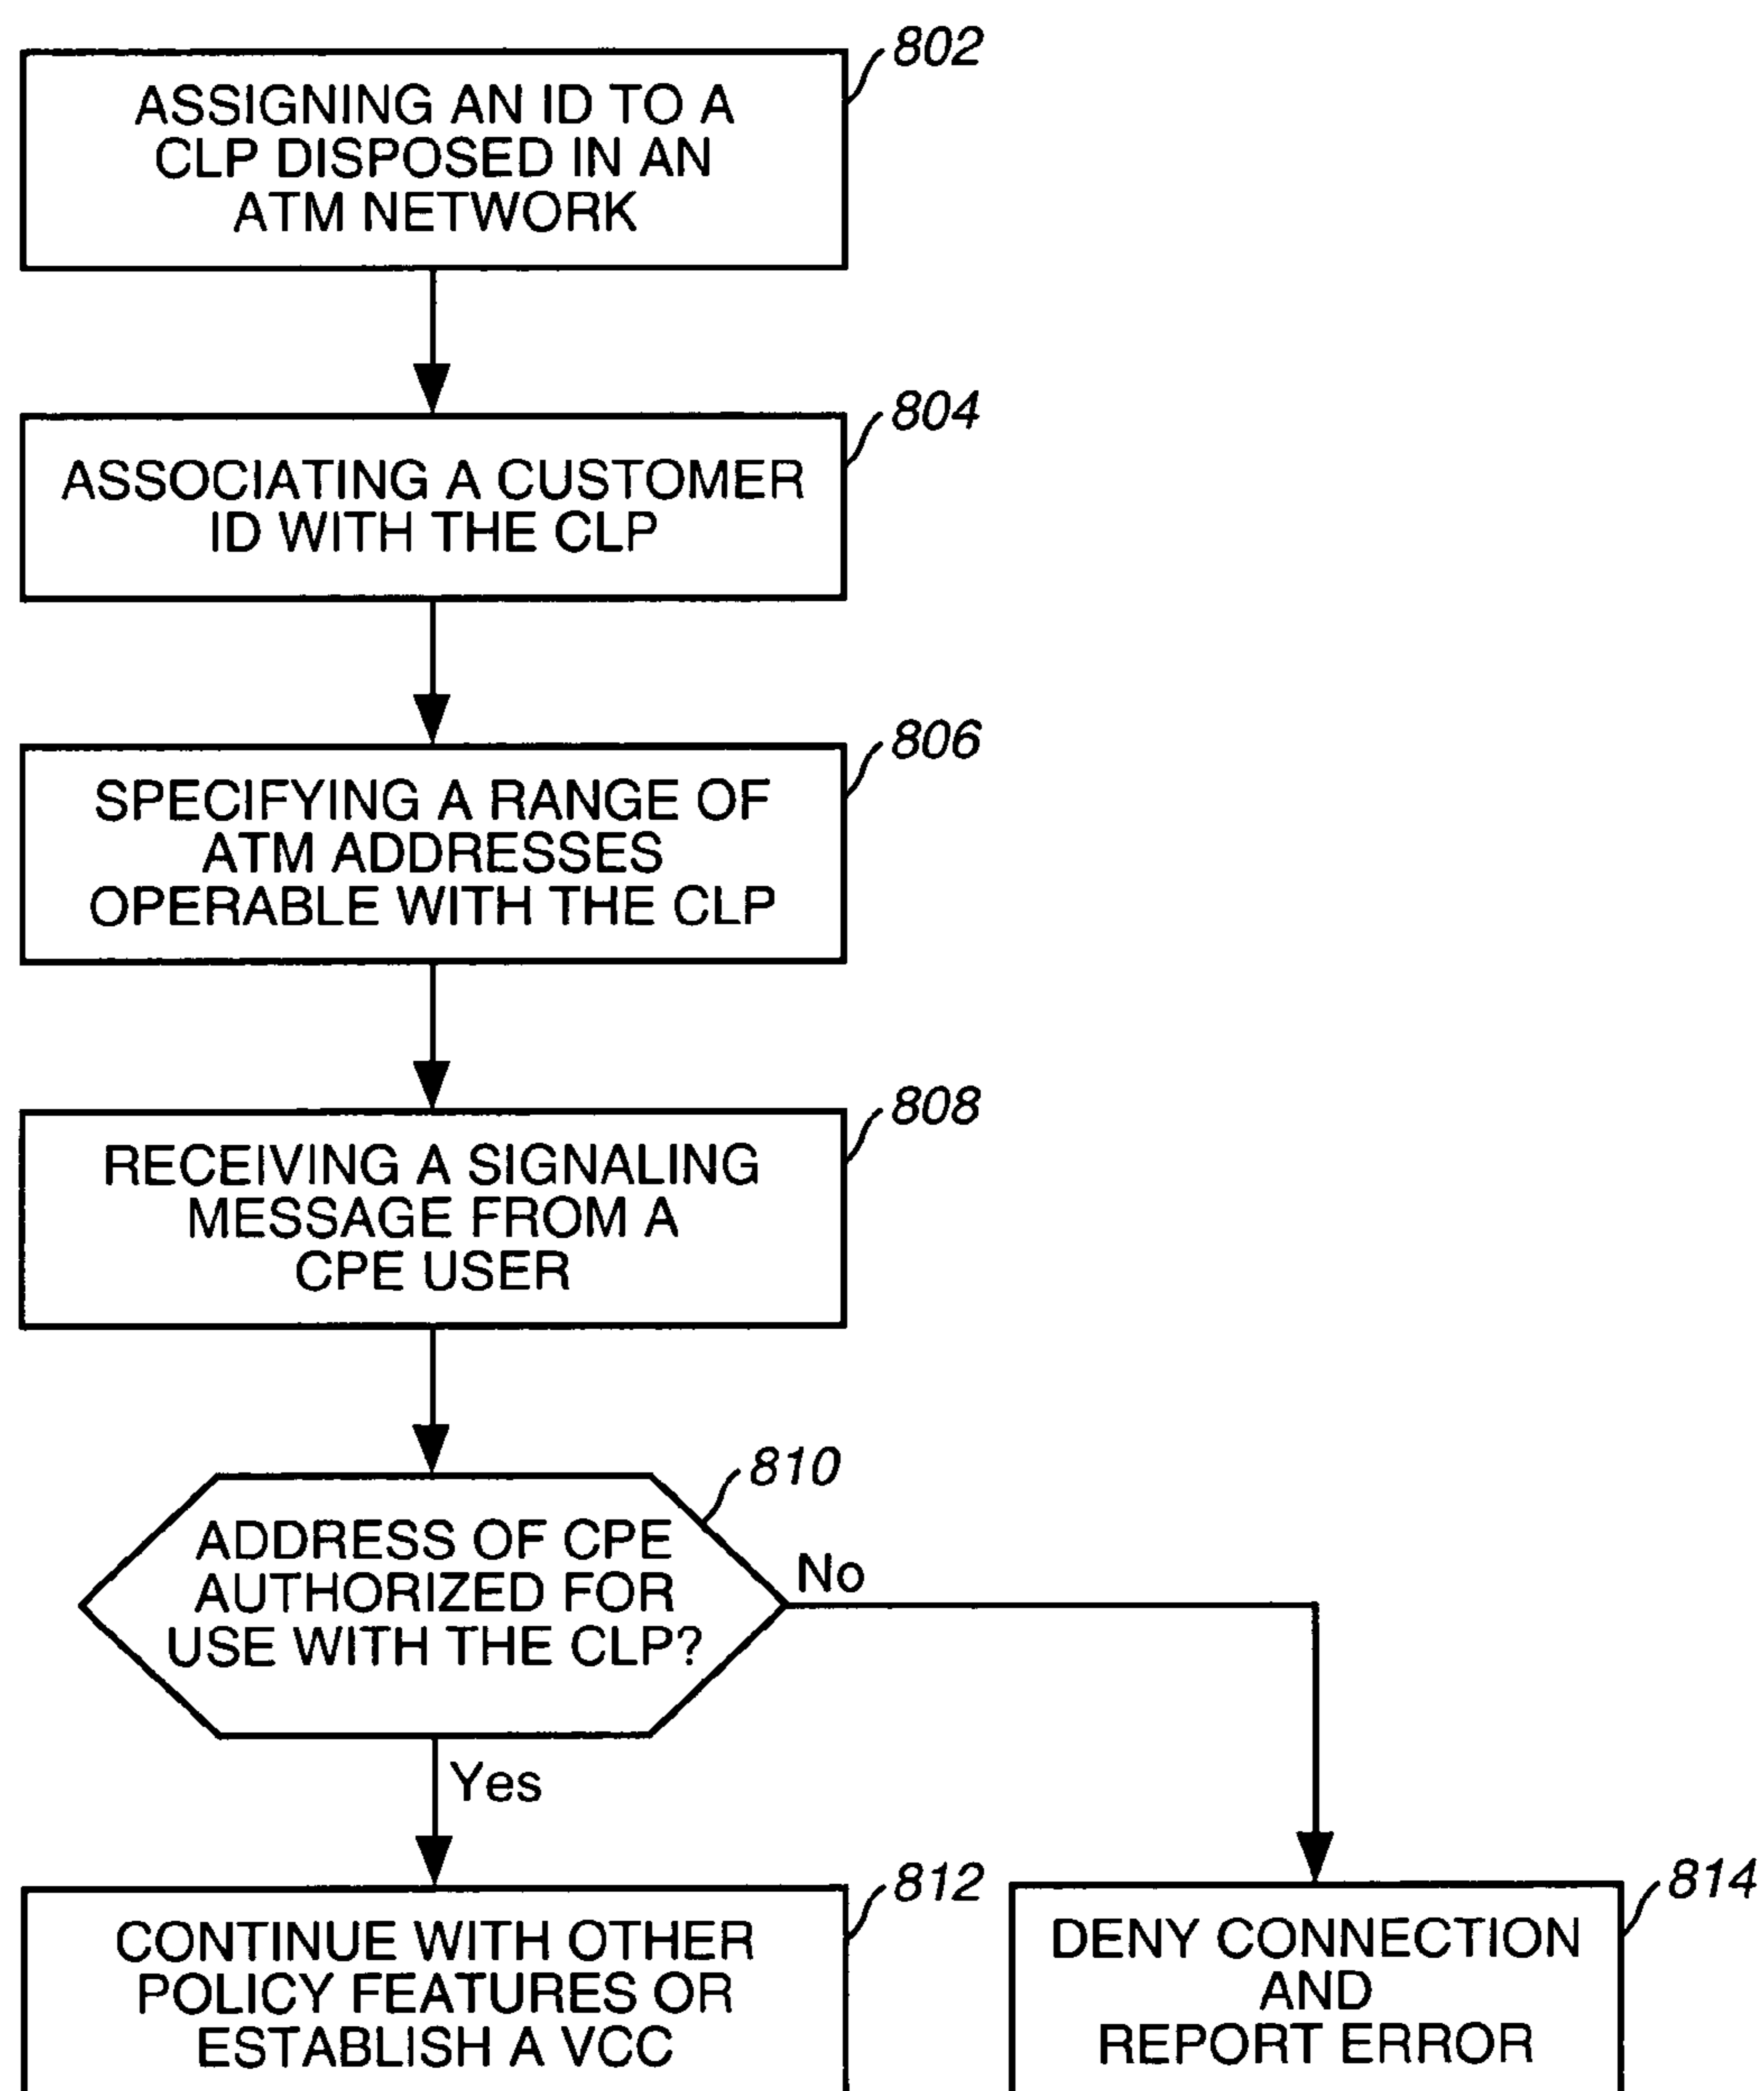 802
ASSIGNING AN ID TO A
CLP DISPOSED IN AN
ATM NETWORK
804
ASSOCIATING A CUSTOMER
ID WITH THE CLP
806
SPECIFYING A RANGE OF
ATM ADDRESSES
OPERABLE WITH THE CLP
808
RECEIVING A SIGNALING
MESSAGE FROM A
CPE USER
810
ADDRESS OF CPE
AUTHORIZED FOR
USE WITH THE CLP?
No
Yes
812
CONTINUE WITH OTHER
POLICY FEATURES OR
ESTABLISH A VCC
814
DENY CONNECTION
AND
REPORT ERROR